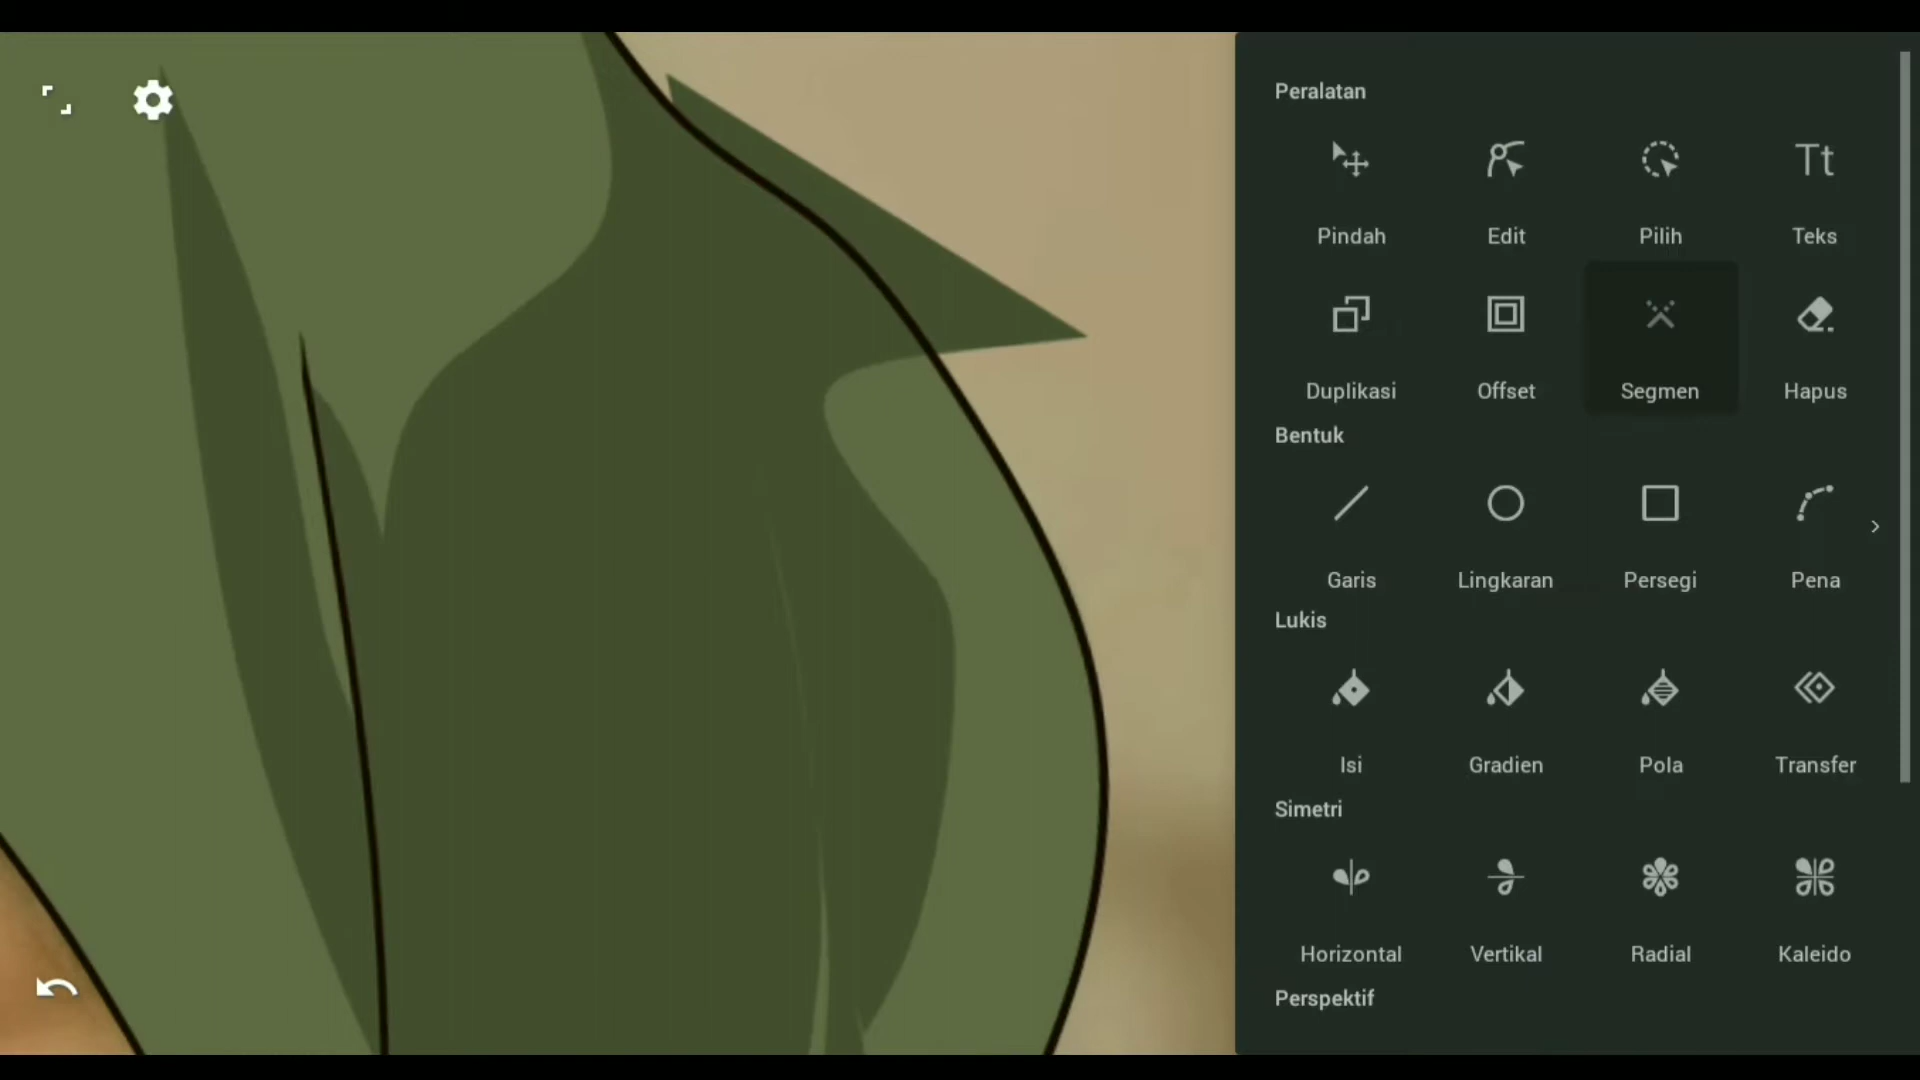 Peralatan
Tt
Pindah Edit Pilih Teks
Duplikasi Offset Segmen Hapus
Bentuk
Garis Lingkaran Persegi Pena
Lukis
Isi Gradien Pola Transfer
Simetri
Horizontal Vertikal Radial Kaleido
Perspektif